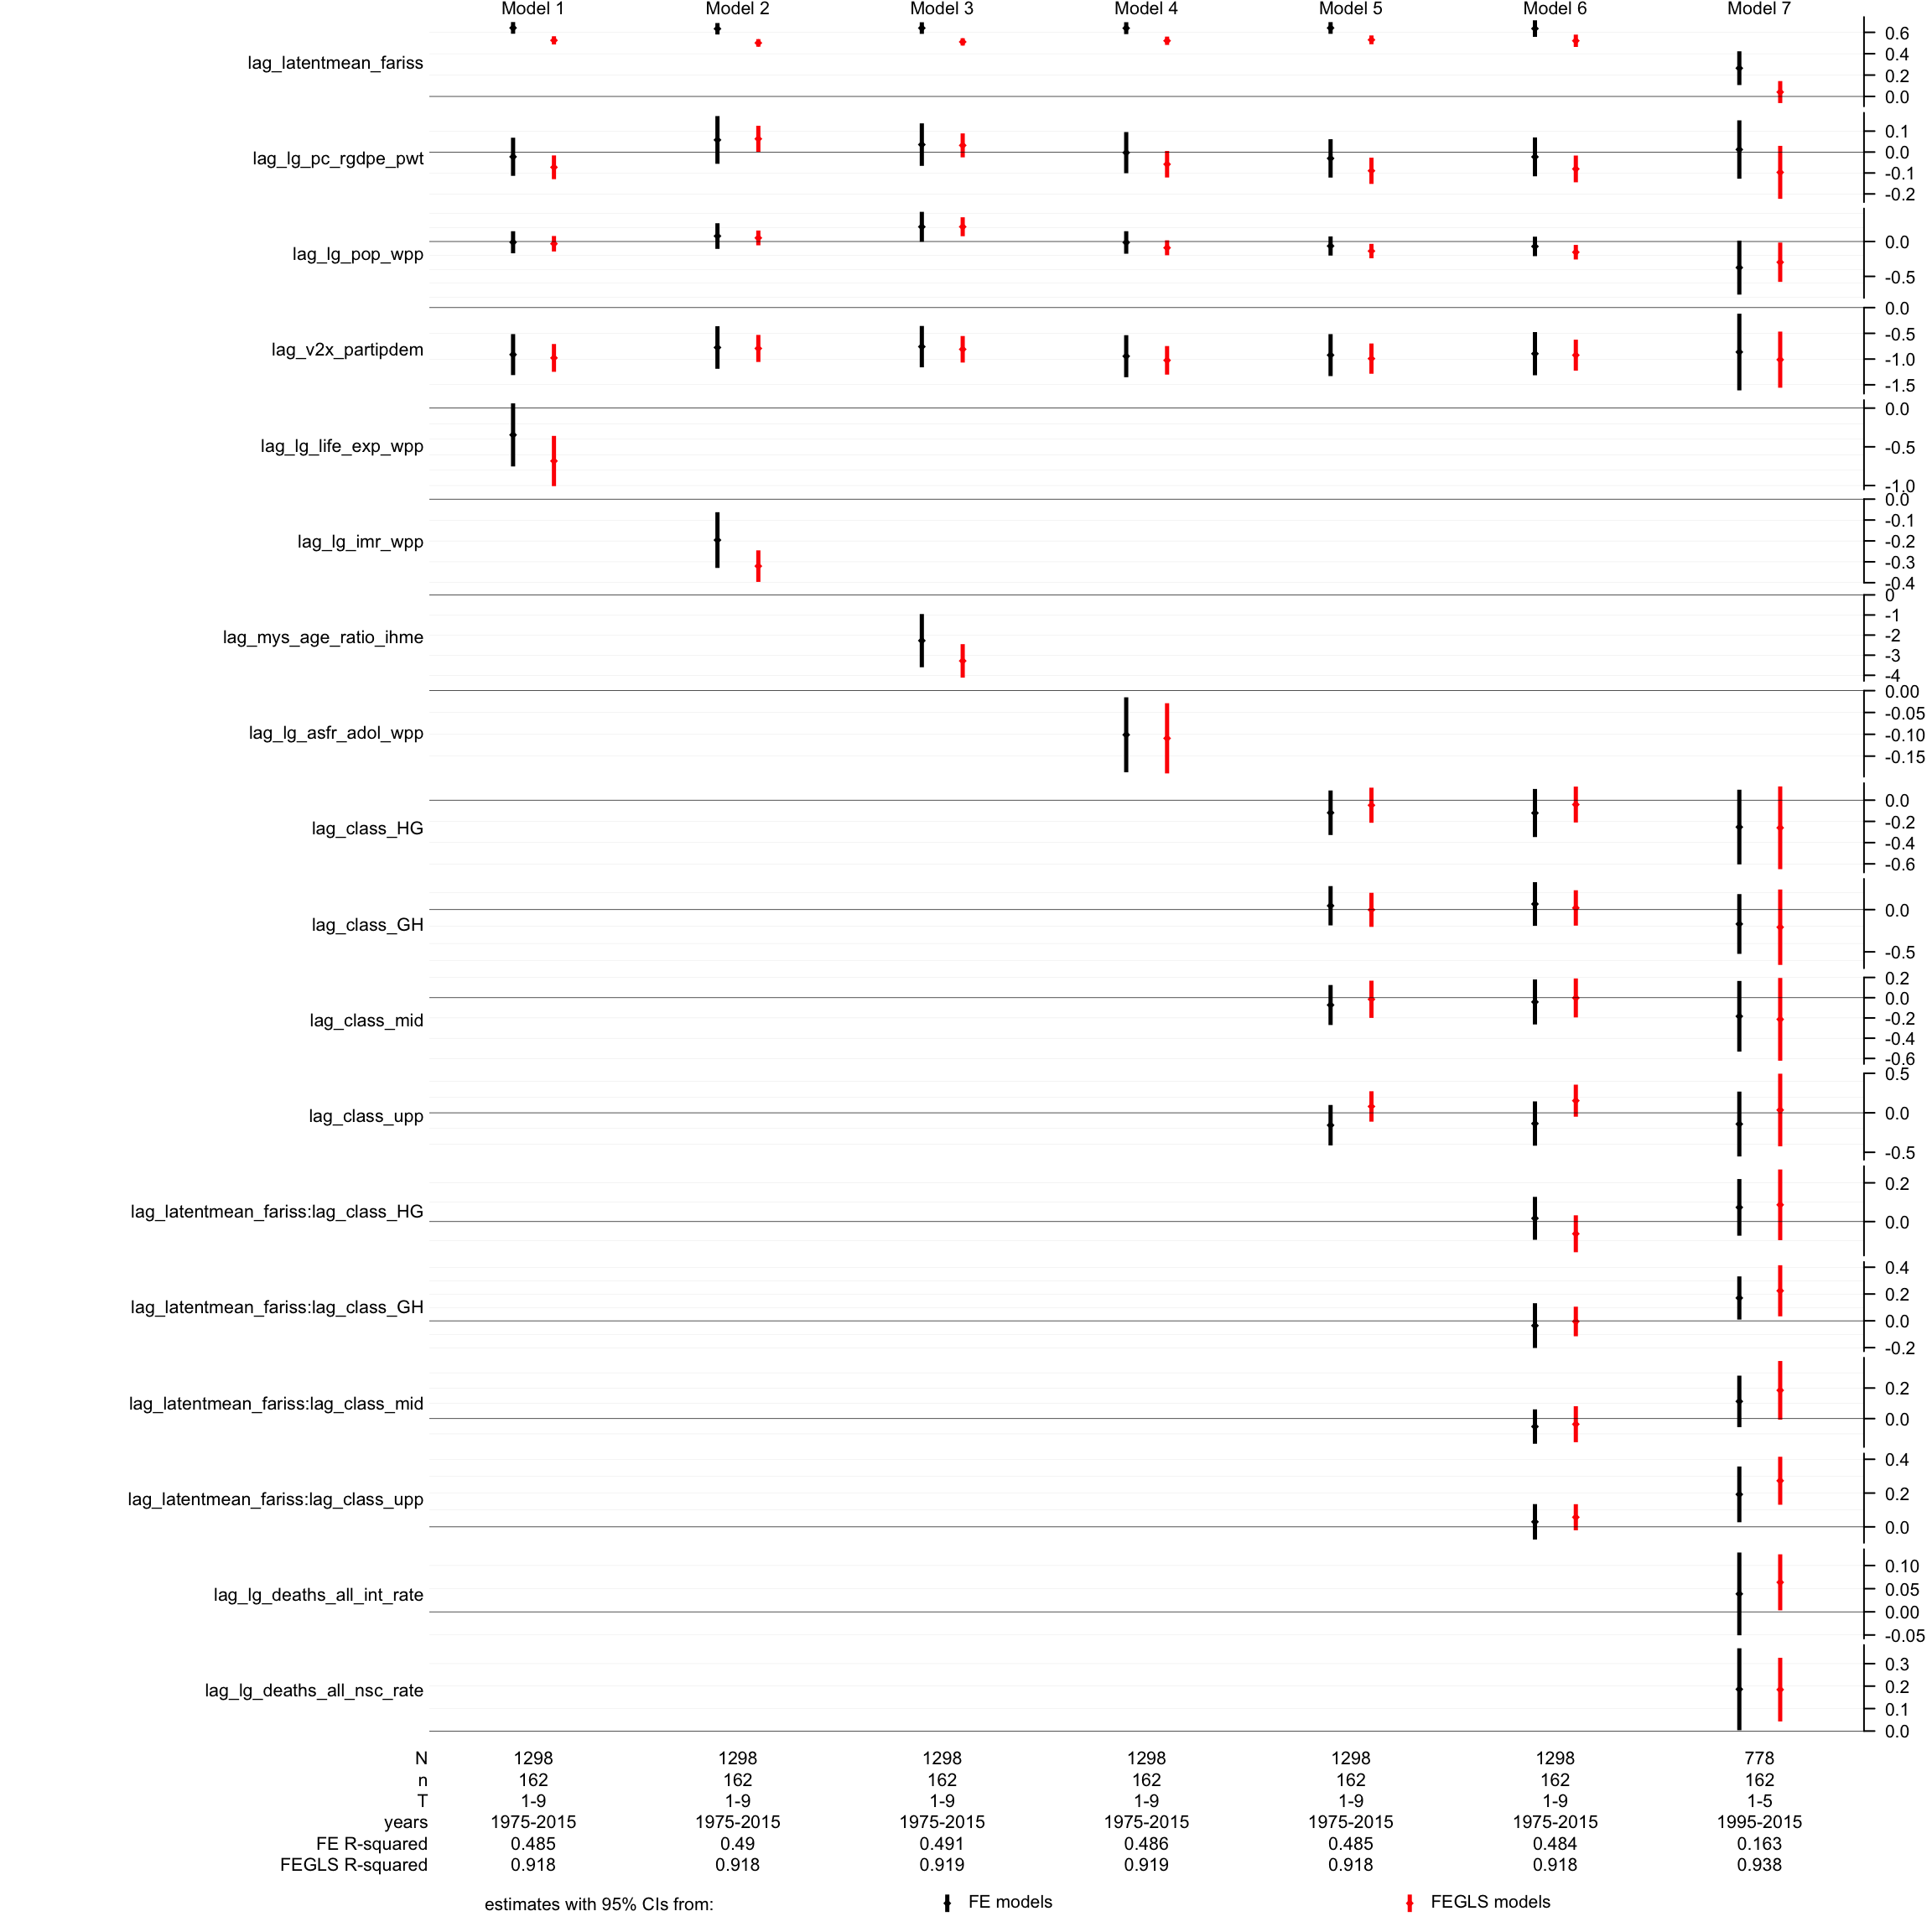 Model 1 Model 2 Model 3 Model 4 Model 5 Model 6 Model 7
lag_latentmean_fariss
0.6
0.4
0.2
0.0
lag_lg_pc_rgdpe_pwt
0.1
0.0
-0.1
-0.2
lag_lg_pop_wpp
0.0
-0.5
lag_v2x_partipdem
0.0
-0.5
-1.0
-1.5
lag_lg_life_exp_wpp
0.0
-0.5
-1.0
lag_lg_imr_wpp
0.0
-0.1
-0.2
-0.3
-0.4
lag_mys_age_ratio_ihme
0
-1
-2
-3
-4
lag_lg_asfr_adol_wpp
0.00
-0.05
-0.10
-0.15
lag_class_HG
0.0
-0.2
-0.4
-0.6
lag_class_GH
0.0
-0.5
lag_class_mid
0.2
0.0
-0.2
-0.4
-0.6
lag_class_upp
0.5
0.0
-0.5
lag_latentmean_fariss:lag_class_HG
0.2
0.0
lag_latentmean_fariss:lag_class_GH
0.4
0.2
0.0
-0.2
lag_latentmean_fariss:lag_class_mid
0.2
0.0
lag_latentmean_fariss:lag_class_upp
0.4
0.2
0.0
lag_lg_deaths_all_int_rate
0.10
0.05
0.00
-0.05
lag_lg_deaths_all_nsc_rate
0.3
0.2
0.1
0.0
N 1298 1298 1298 1298 1298 1298 778
n 162 162 162 162 162 162 162
T 1-9 1-9 1-9 1-9 1-9 1-9 1-5
years 1975-2015 1975-2015 1975-2015 1975-2015 1975-2015 1975-2015 1995-2015
FE R-squared 0.485 0.49 0.491 0.486 0.485 0.484 0.163
FEGLS R-squared 0.918 0.918 0.919 0.919 0.918 0.918 0.938
estimates with 95% CIs from: FE models FEGLS models